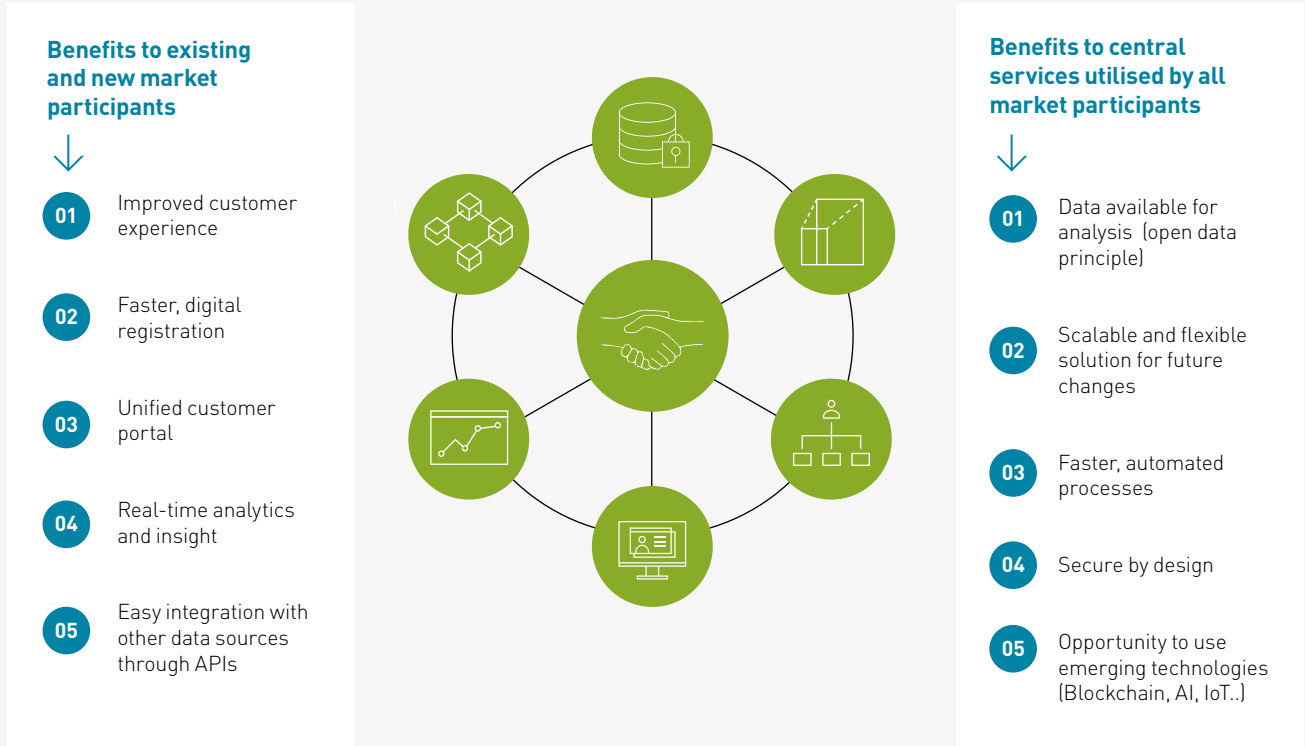 Benefits to existing
and new market
participants
01
Improved customer
experience
02
Faster, digital
registration
03
Unified customer
portal
04
Real-time analytics
and insight
05
Easy integration with
other data sources
through APIs
Benefits to central
services utilised by all
market participants
01
Data available for
analysis (open data
principle)
02
Scalable and flexible
solution for future
changes
03
Faster, automated
processes
04
Secure by design
05
Opportunity to use
emerging technologies
(Blockchain, AI, IoT..)